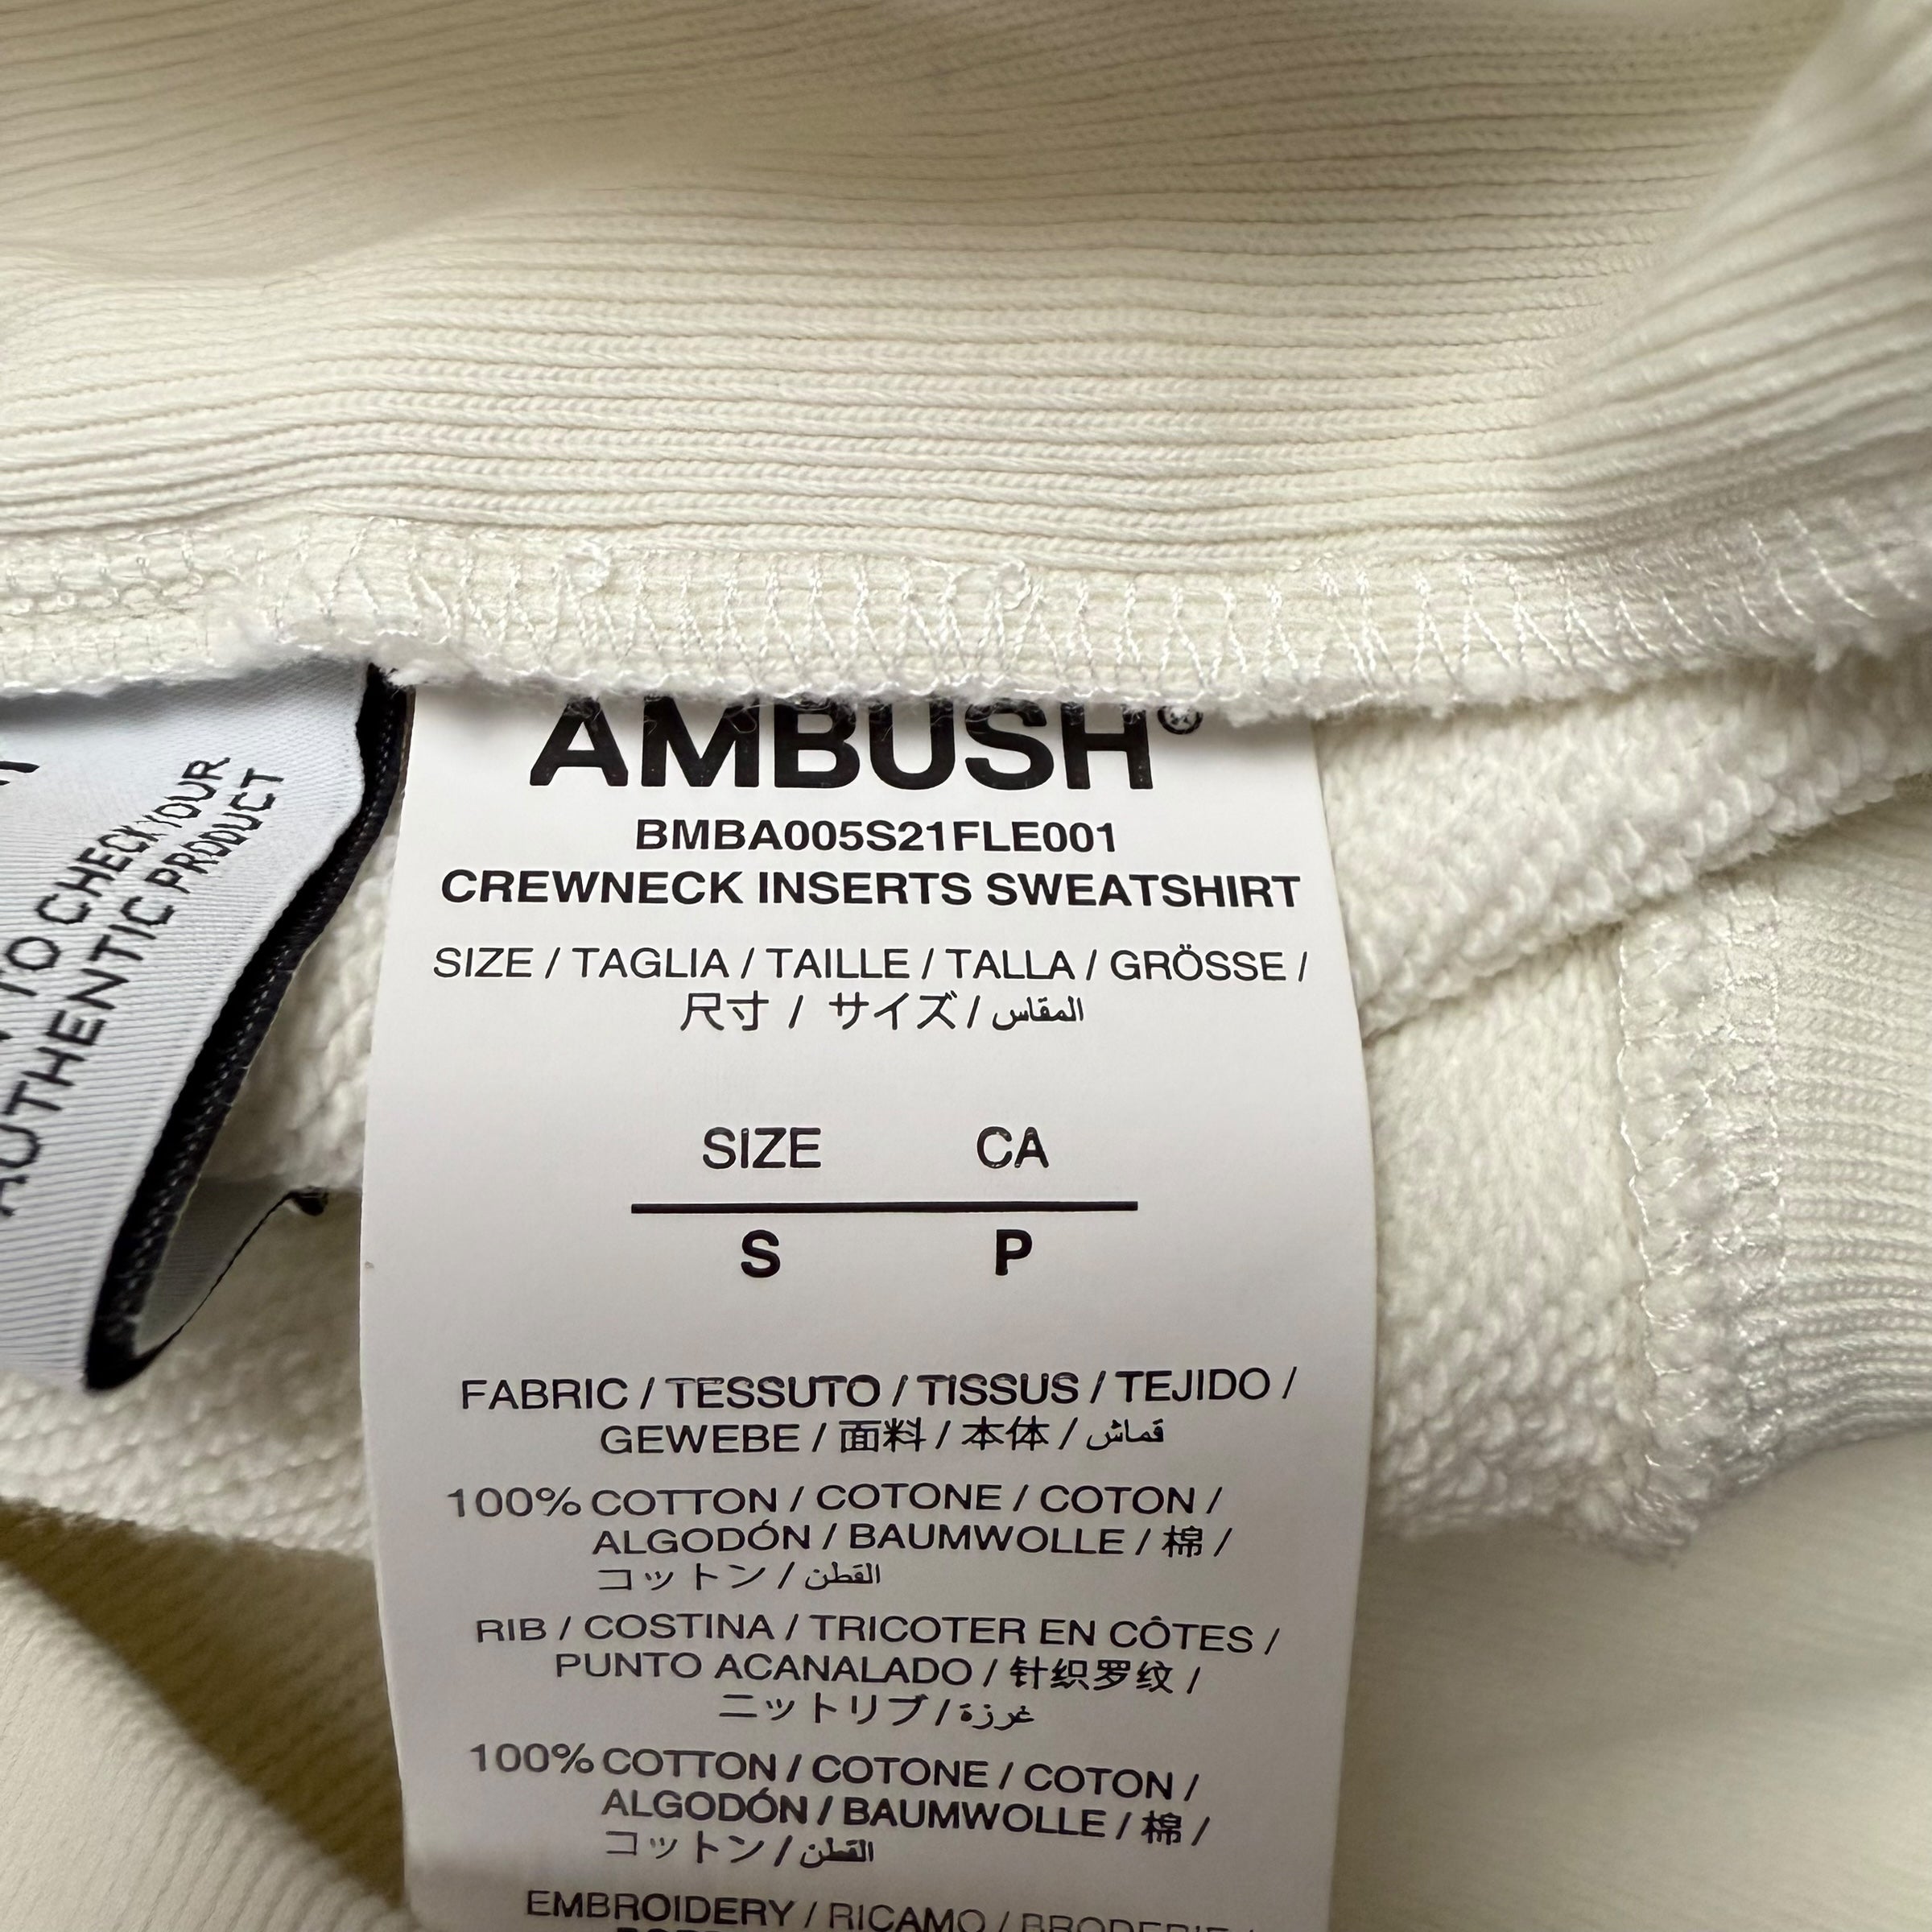 TO CHECK YOUR
AUTHENTIC PRODUCT
AMBUSH®
BMBA005S21FLE001
CREWNECK INSERTS SWEATSHIRT
SIZE / TAGLIA / TAILLE / TALLA / GRÖSSE /
尺寸 / サイズ / المقاس
SIZE CA
S P
FABRIC / TESSUTO / TISSUS / TEJIDO /
GEWEBE / 面料 / 本体 / قماش
100% COTTON / COTONE / COTON /
ALGODÓN / BAUMWOLLE / 棉 /
コットン / القطن
RIB / COSTINA / TRICOTER EN CÔTES /
PUNTO ACANALADO / 针织罗纹 /
ニットリブ / غرزة
100% COTTON / COTONE / COTON /
ALGODÓN / BAUMWOLLE / 棉 /
コットン / القطن
EMBROIDERY / RICAMO / BRODERIE /